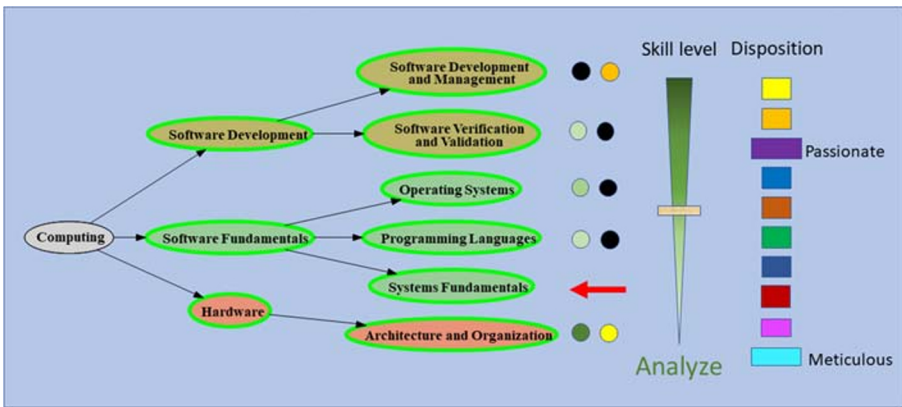 Skill level
Disposition
Software Development
and Management
Software Development
Software Verification
and Validation
Passionate
Operating Systems
Computing
Software Fundamentals
Programming Languages
Systems Fundamentals
Hardware
Architecture and Organization
Analyze
Meticulous